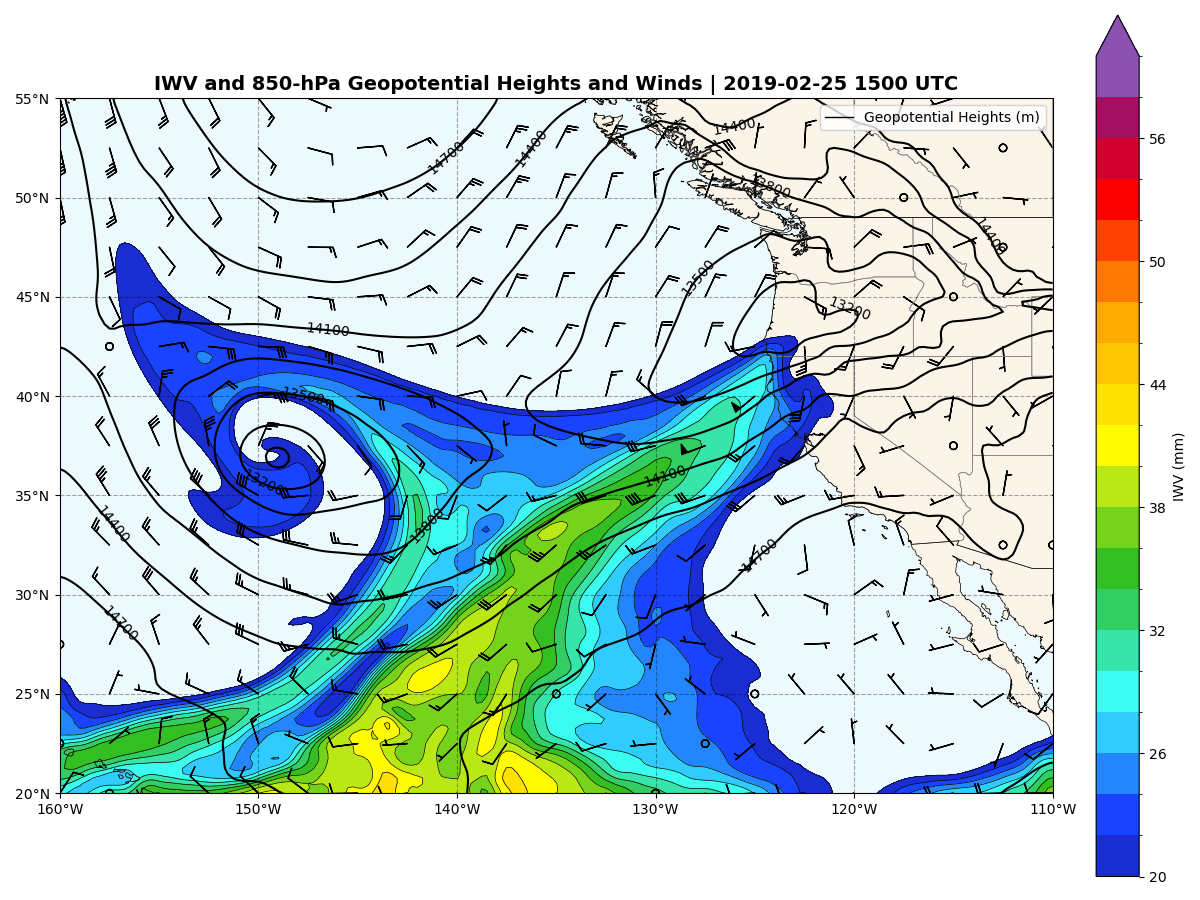 IWV and 850-hPa Geopotential Heights and Winds | 2019-02-25 1500 UTC
Geopotential Heights (m)
55°N
50°N
45°N
40°N
35°N
30°N
25°N
20°N
160°W
150°W
140°W
130°W
120°W
110°W
14700
14400
14400
13800
14400
13500
13200
14100
13500
13200
13800
14100
14400
14700
14700
56
50
44
38
32
26
20
IWV (mm)